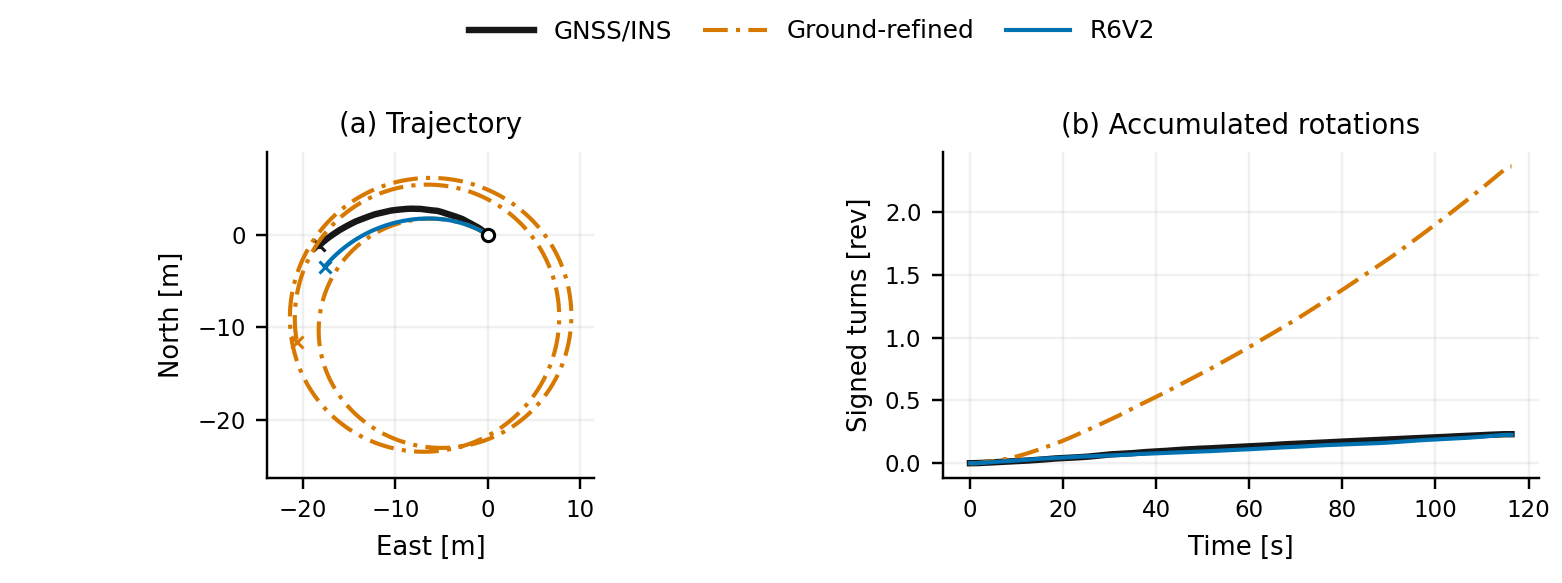 GNSS/INS Ground-refined R6V2
(a) Trajectory
North [m]
0
−10
−20
−20 −10 0 10
East [m]
(b) Accumulated rotations
Signed turns [rev]
2.0
1.5
1.0
0.5
0.0
0 20 40 60 80 100 120
Time [s]